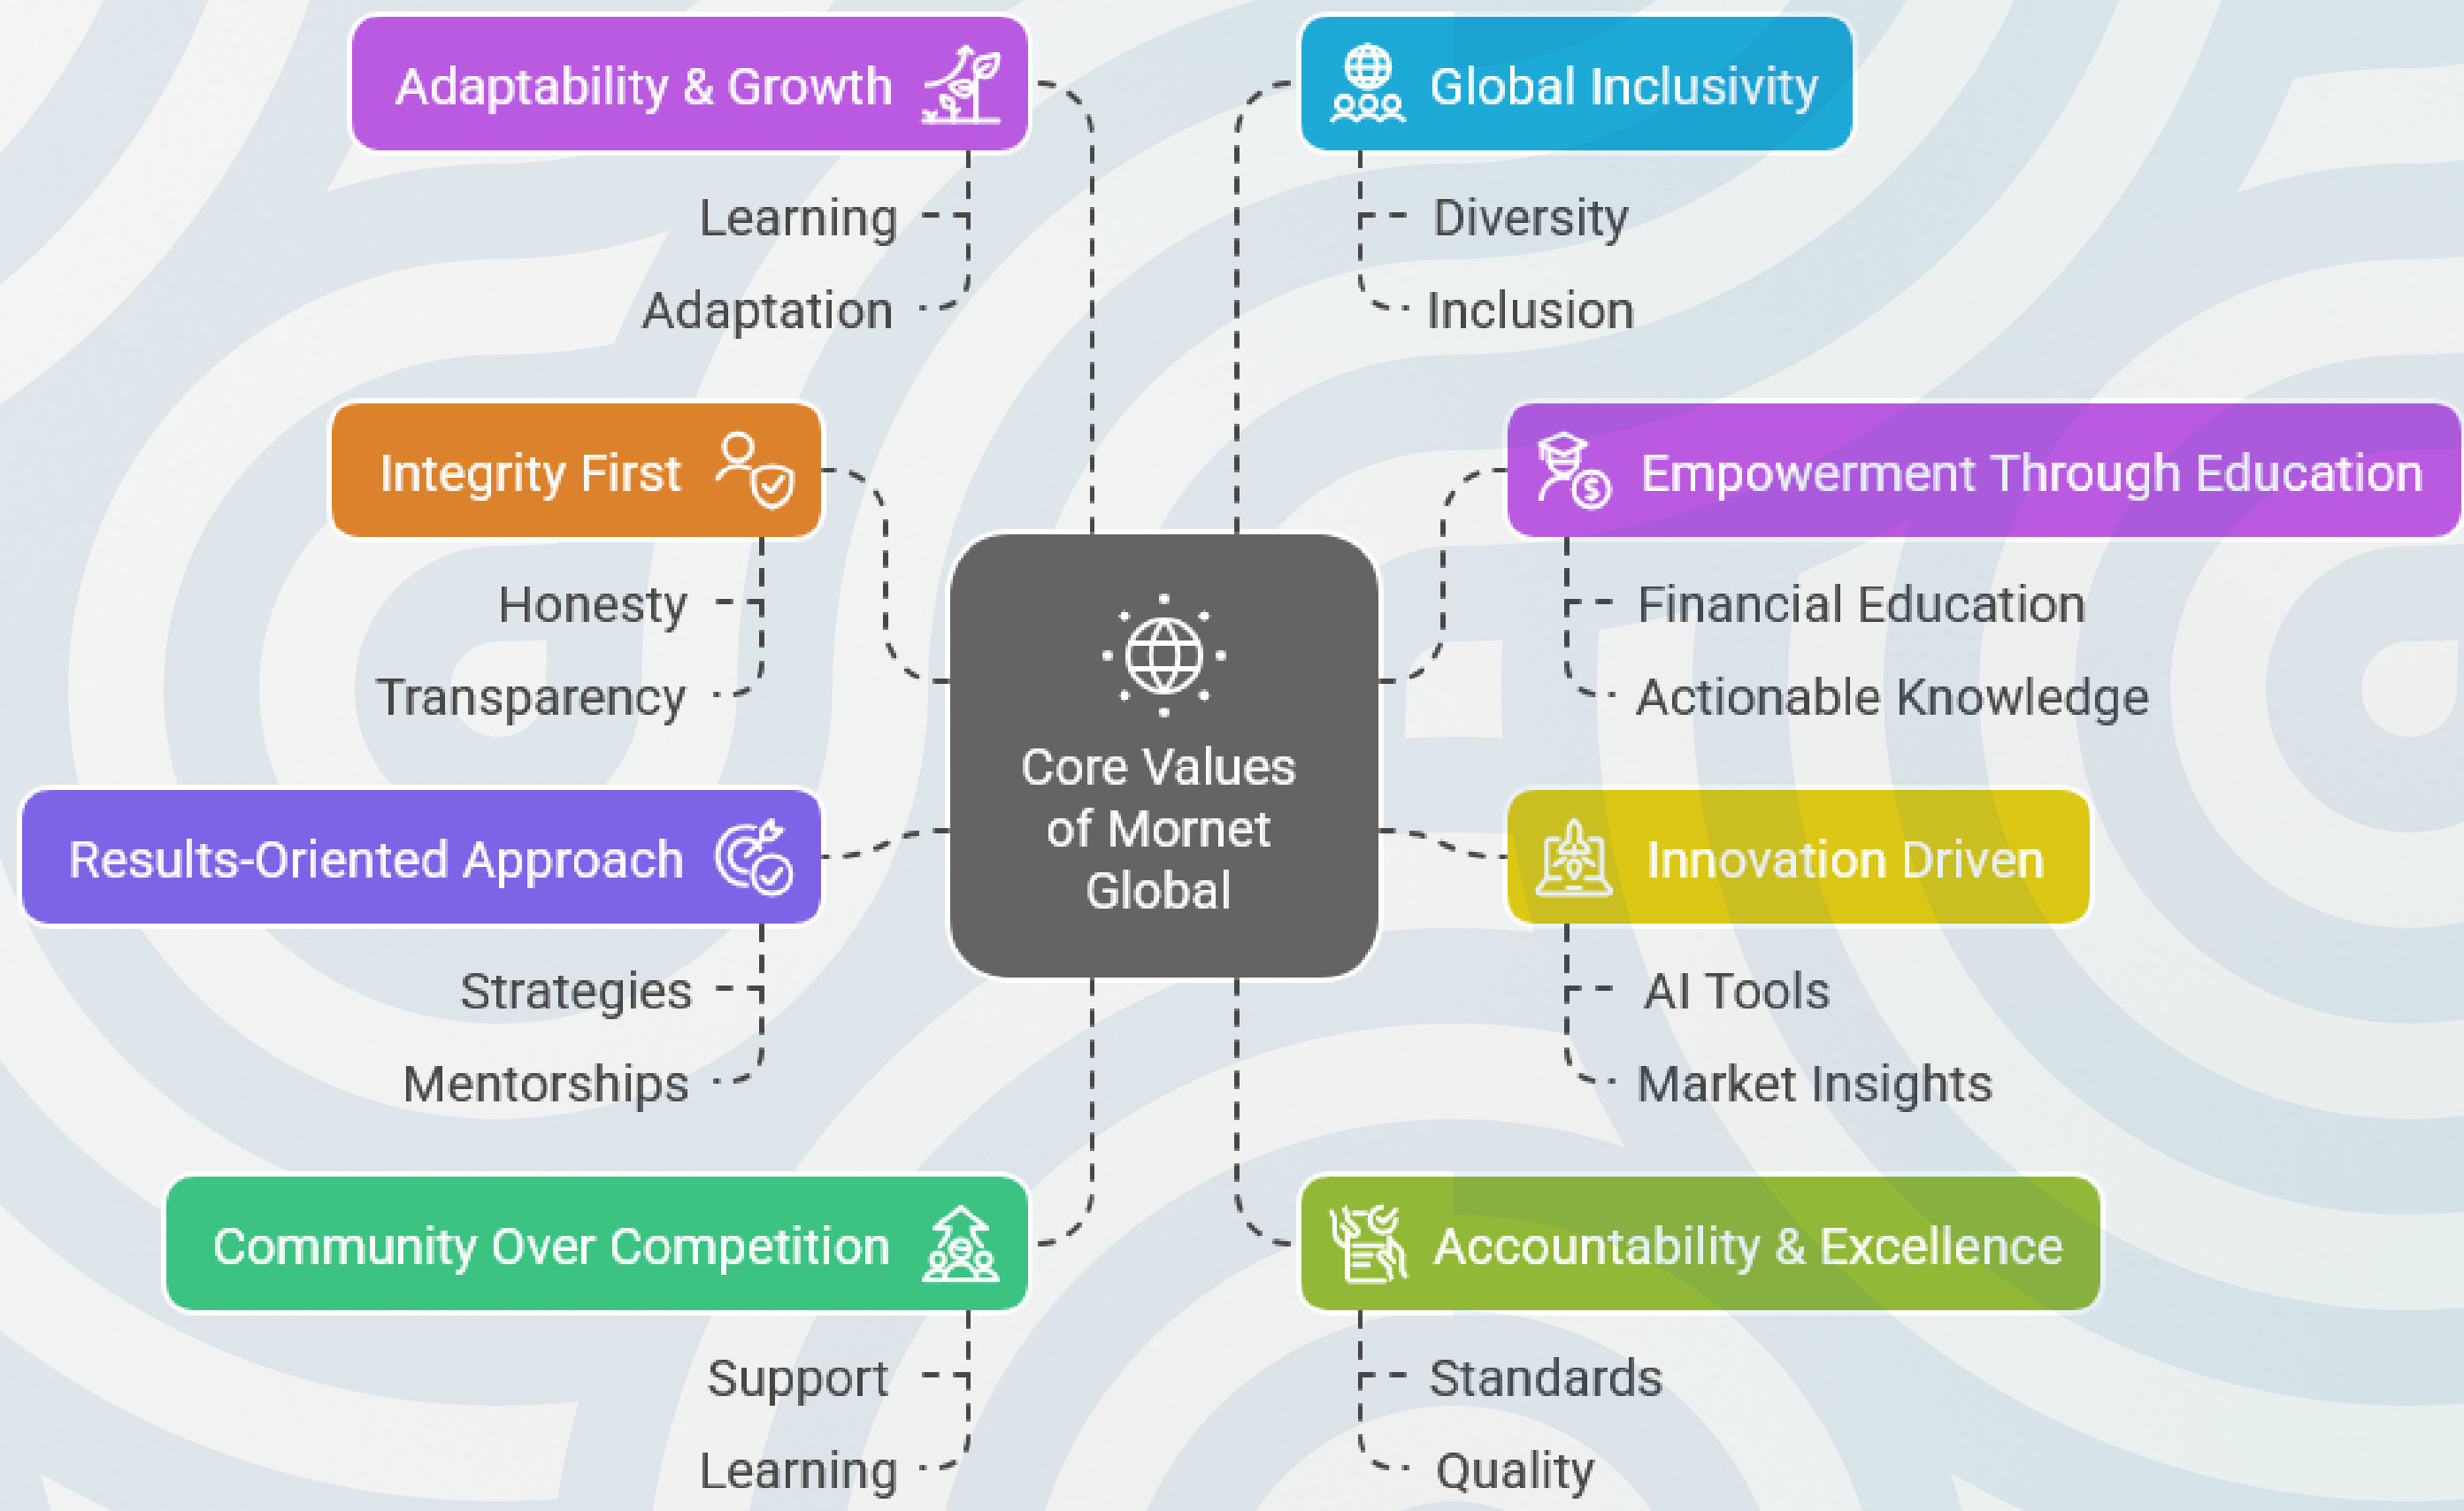 Adaptability & Growth
Learning
Adaptation
Integrity First
Honesty
Transparency
Results-Oriented Approach
Strategies
Mentorships
Community Over Competition
Support
Learning
Core Values
of Mornet
Global
Global Inclusivity
Diversity
Inclusion
Empowerment Through Education
Financial Education
Actionable Knowledge
Innovation Driven
AI Tools
Market Insights
Accountability & Excellence
Standards
Quality